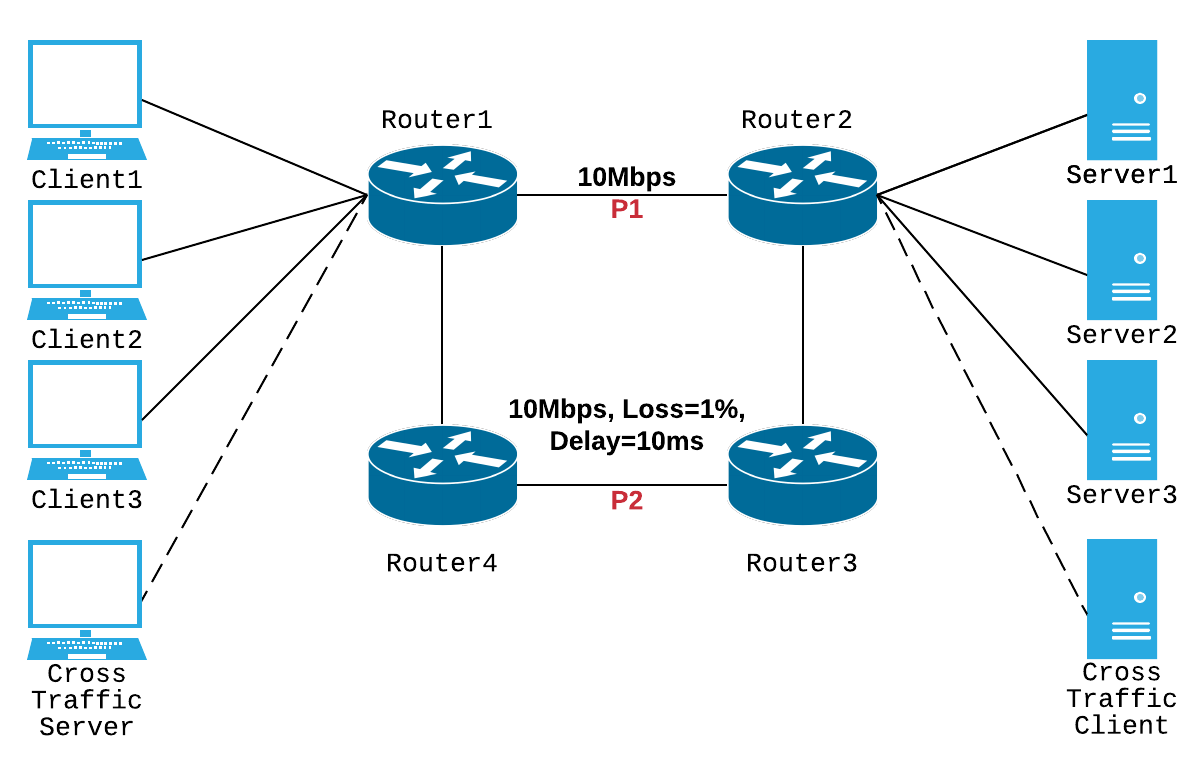 Router1
Router2
10Mbps
P1
Client1
Server1
Client2
Server2
10Mbps, Loss=1%,
Delay=10ms
P2
Client3
Server3
Router4
Router3
Cross
Traffic
Server
Cross
Traffic
Client